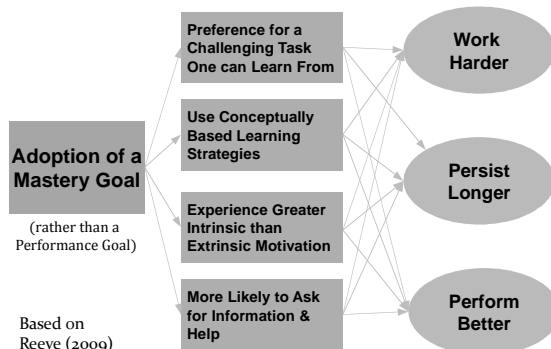 Preference for a
Challenging Task
One can Learn From
Work
Harder
Use Conceptually
Based Learning
Strategies
Adoption of a
Mastery Goal
(rather than a
Performance Goal)
Persist
Longer
Experience Greater
Intrinsic than
Extrinsic Motivation
More Likely to Ask
for Information &
Help
Perform
Better
Based on
Reeve (2009)